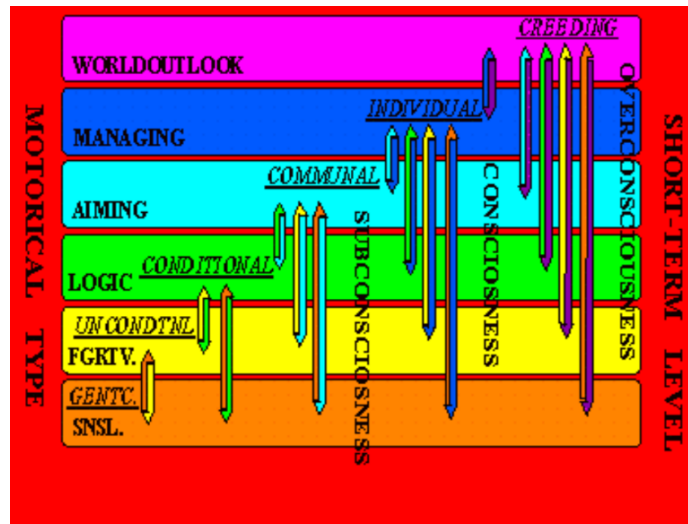 CREEDING
WORLDOUTLOOK
INDIVIDUAL
MANAGING
COMMUNAL
AIMING
CONDITIONAL
LOGIC
UNCONDTNL
FGRTV.
GENTC.
SNSL.
MOTORICAL TYPE
SUBCONSCIOSNESS
CONSCIOSNESS
OVERCONSCIOUSNESS
SHORT-TERM LEVEL